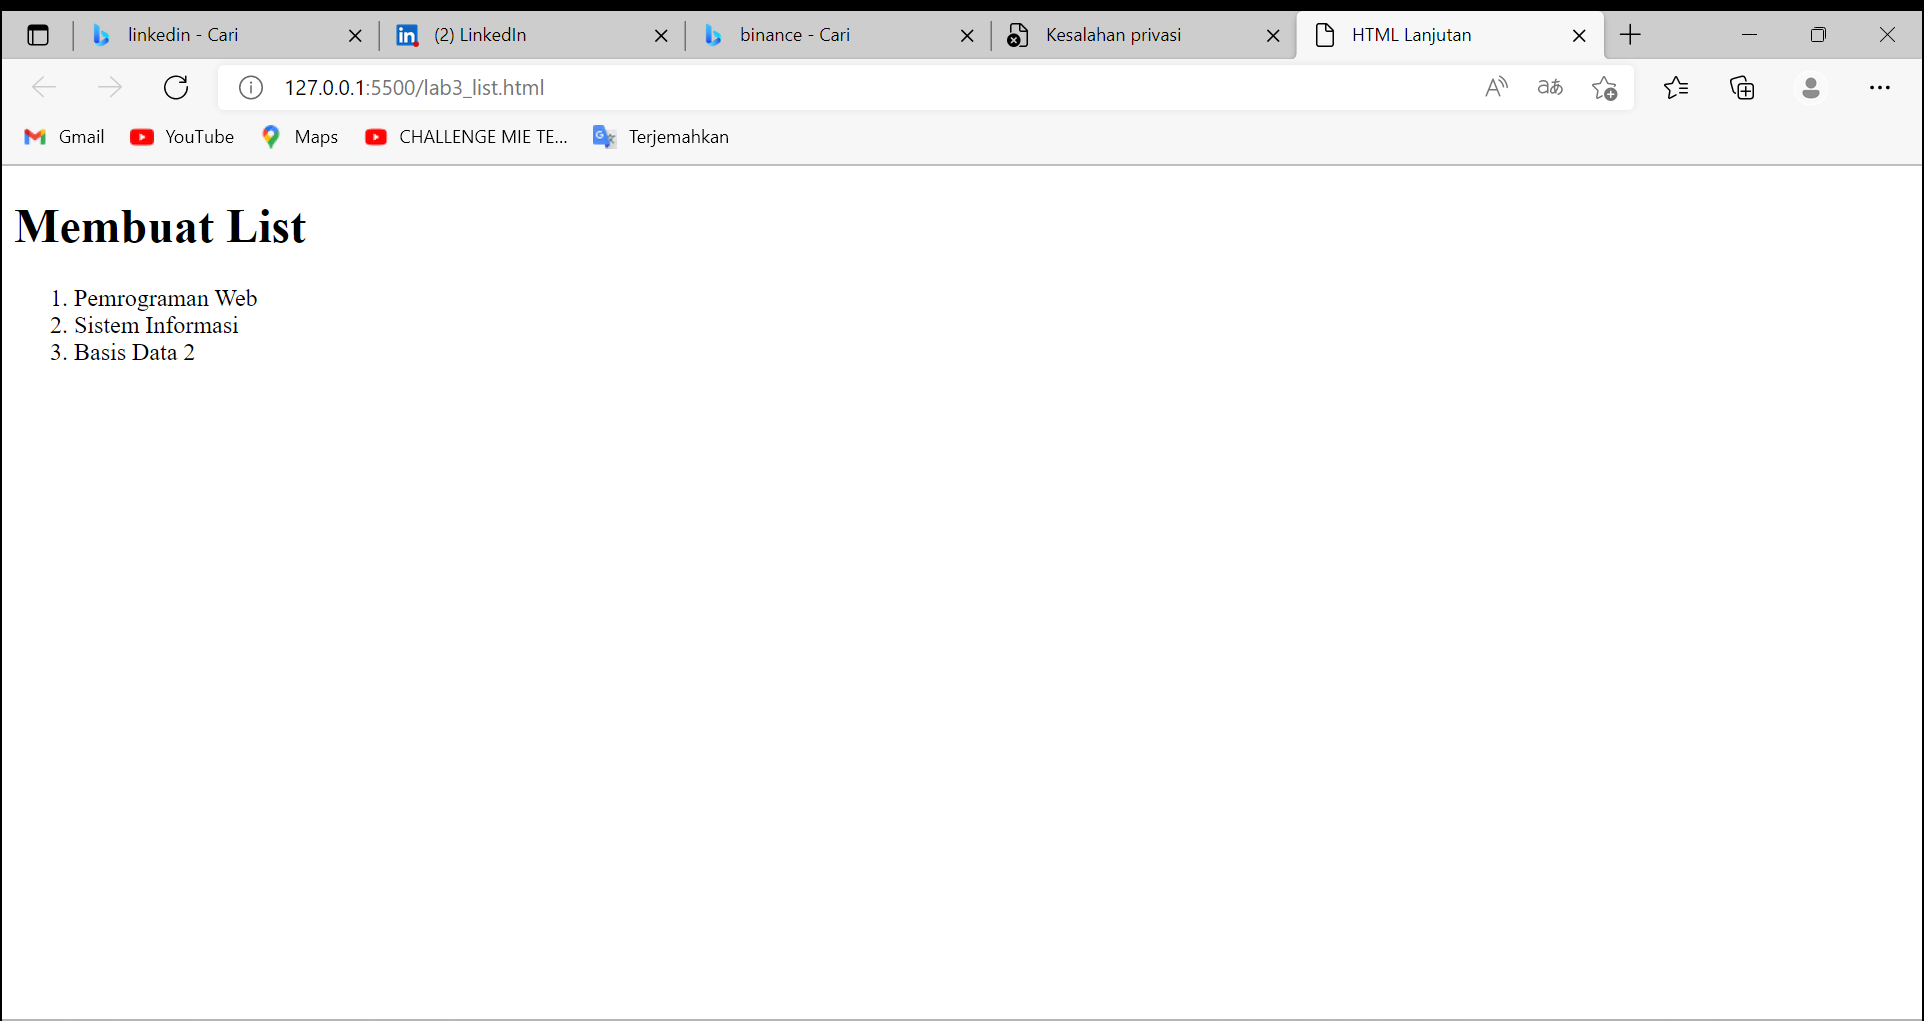 linkedin - Cari
(2) LinkedIn
binance - Cari
Kesalahan privasi
HTML Lanjutan
127.0.0.1:5500/lab3_list.html
Gmail
YouTube
Maps
CHALLENGE MIE TE...
Terjemahkan
Membuat List
1. Pemrograman Web
2. Sistem Informasi
3. Basis Data 2